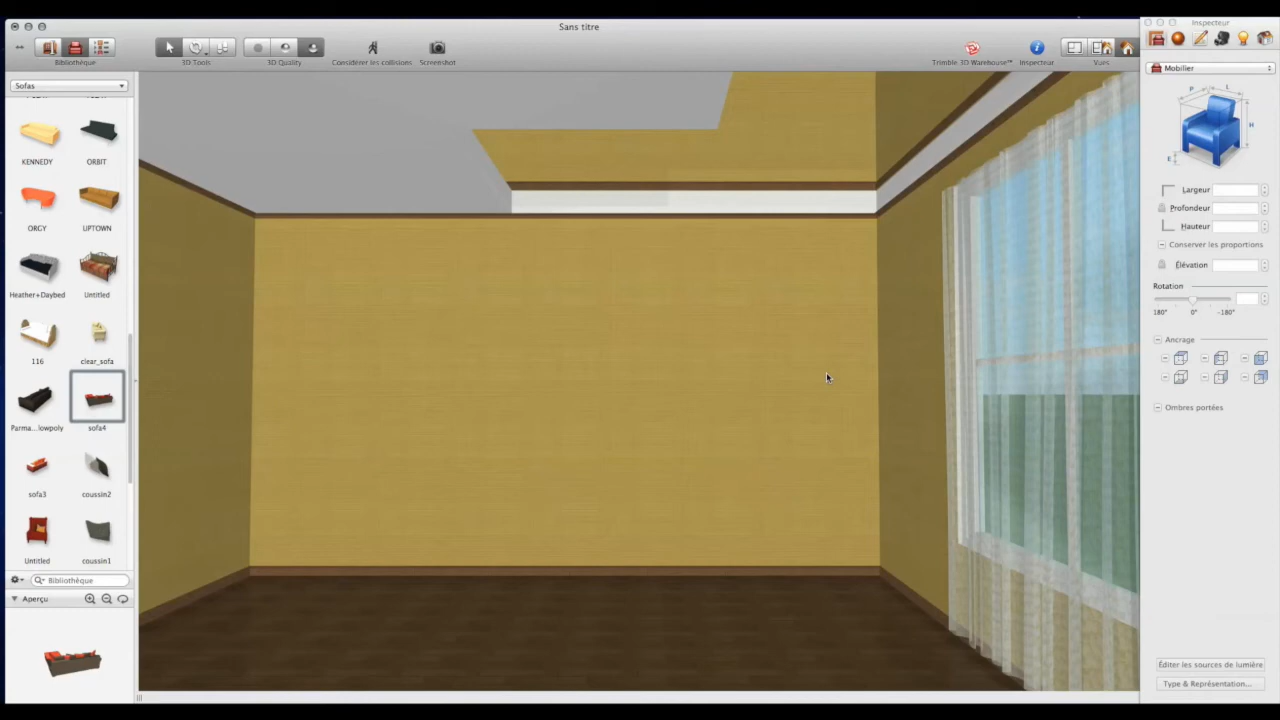 Sans titre
Inspecteur
Bibliothèque
3D Tools
3D Quality
Considérer les collisions
Screenshot
Trimble 3D Warehouse™
Inspecteur
Vues
Sofas
Mobilier
KENNEDY
ORBIT
ORGY
UPTOWN
Heather+Daybed
Untitled
116
clear_sofa
Parma...lowpoly
sofa4
sofa3
coussin2
Untitled
coussin1
Bibliothèque
Aperçu
P
L
H
E
Largeur
Profondeur
Hauteur
Conserver les proportions
Élévation
Rotation
180° 0° -180°
Ancrage
Ombres portées
Éditer les sources de lumière
Type & Représentation...